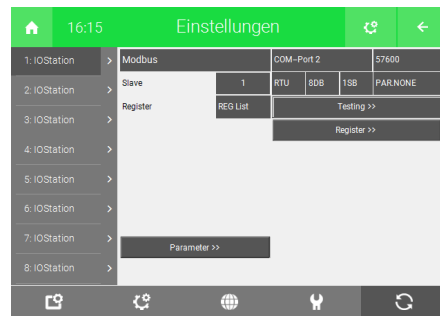 16:15 Einstellungen
1: IOStation > Modbus COM-Port 2 57600
2: IOStation > Slave 1 RTU 8DB 1SB PAR.NONE
3: IOStation > Register REG List Testing >>
Register >>
4: IOStation >
5: IOStation >
6: IOStation >
7: IOStation > Parameter >>
8: IOStation >